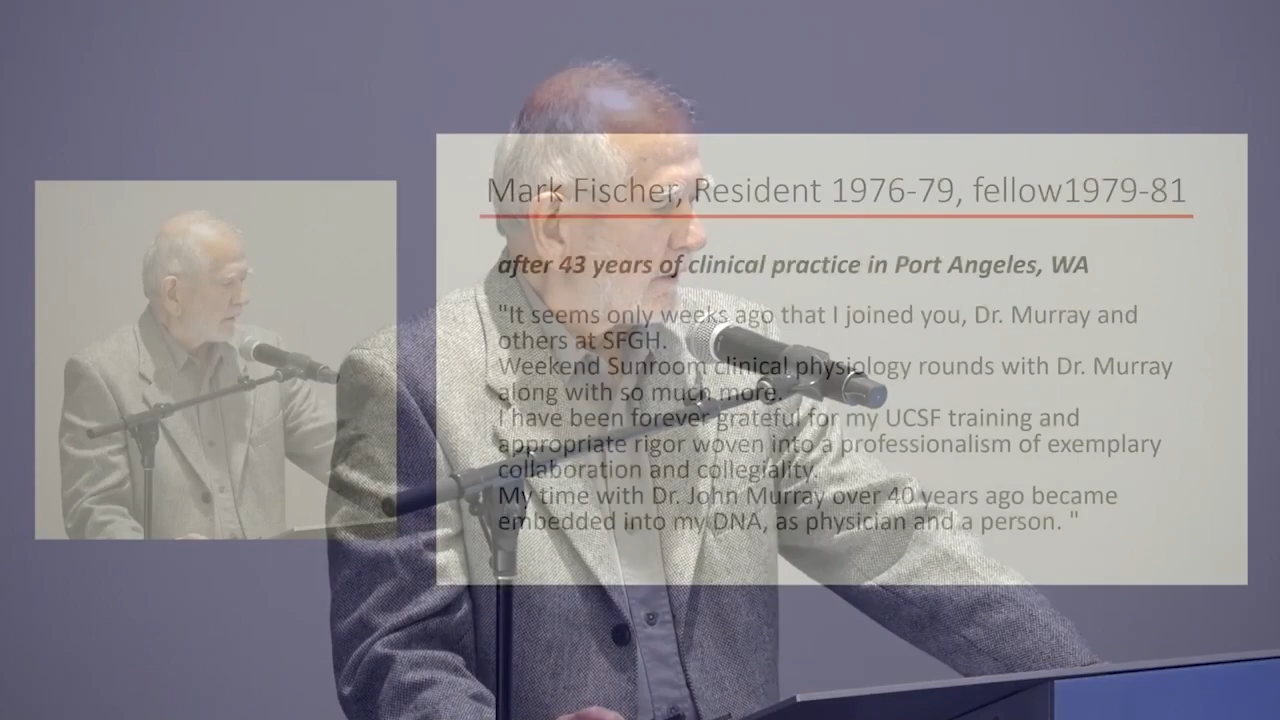 Mark Fischer, Resident 1976-79, fellow1979-81
after 43 years of clinical practice in Port Angeles, WA
"It seems only weeks ago that I joined you, Dr. Murray and
others at SFGH.
Weekend Sunroom clinical physiology rounds with Dr. Murray
along with so much more.
I have been forever grateful for my UCSF training and
appropriate rigor woven into a professionalism of exemplary
collaboration and collegiality.
My time with Dr. John Murray over 40 years ago became
embedded into my DNA, as physician and a person. "